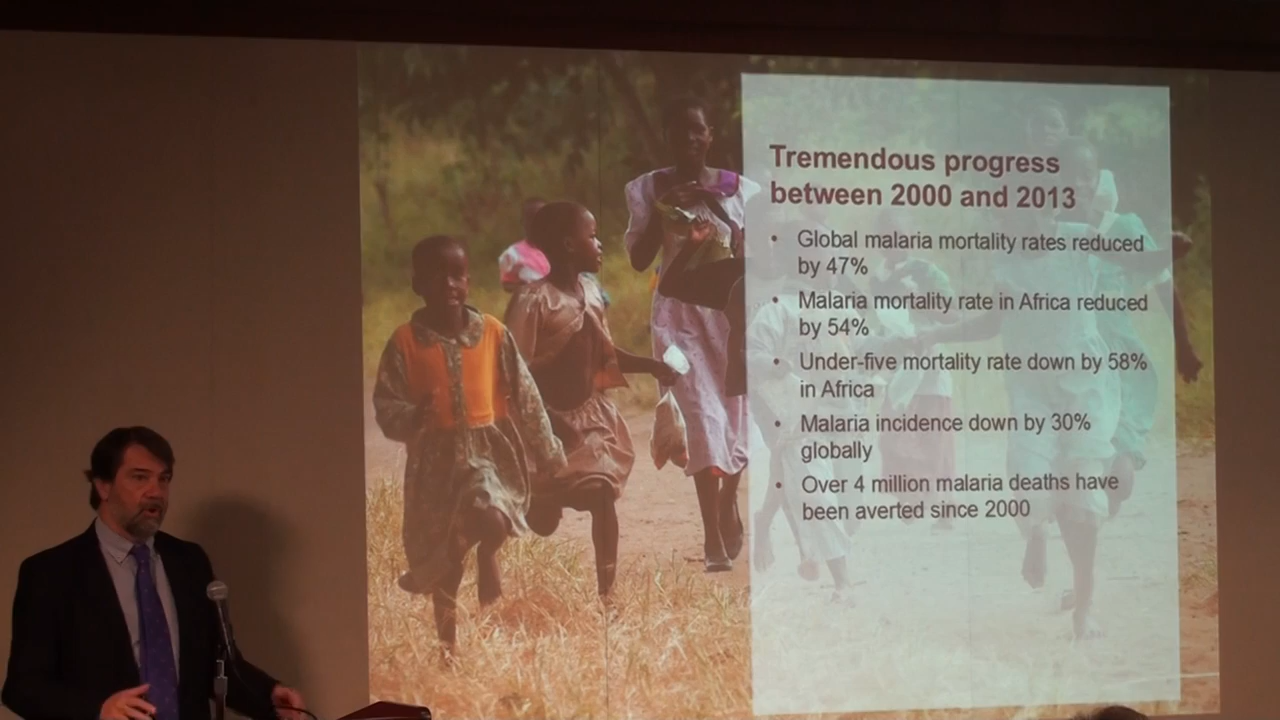 Tremendous progress
between 2000 and 2013
• Global malaria mortality rates reduced
by 47%
• Malaria mortality rate in Africa reduced
by 54%
• Under-five mortality rate down by 58%
in Africa
• Malaria incidence down by 30%
globally
• Over 4 million malaria deaths have
been averted since 2000